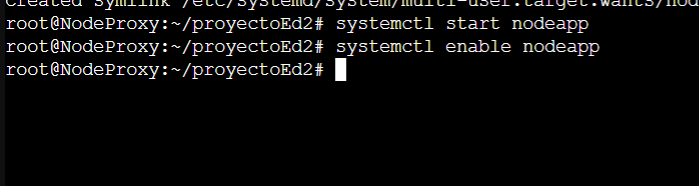 Created symlink /etc/systemd/system/multi-user.target.wants/nod
root@NodeProxy:~/proyectoEd2# systemctl start nodeapp
root@NodeProxy:~/proyectoEd2# systemctl enable nodeapp
root@NodeProxy:~/proyectoEd2#